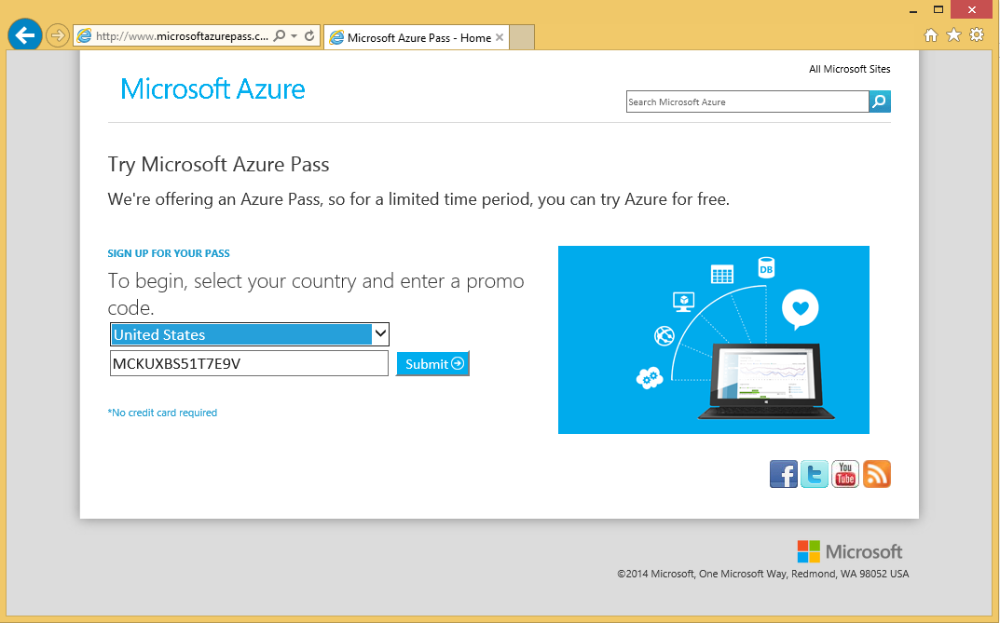 http://www.microsoftazurepass.c...
Microsoft Azure Pass - Home
All Microsoft Sites
Microsoft Azure
Search Microsoft Azure
Try Microsoft Azure Pass
We're offering an Azure Pass, so for a limited time period, you can try Azure for free.
SIGN UP FOR YOUR PASS
To begin, select your country and enter a promo
code.
United States
MCKUXBS51T7E9V
Submit
*No credit card required
DB
You
Tube
Microsoft
©2014 Microsoft, One Microsoft Way, Redmond, WA 98052 USA